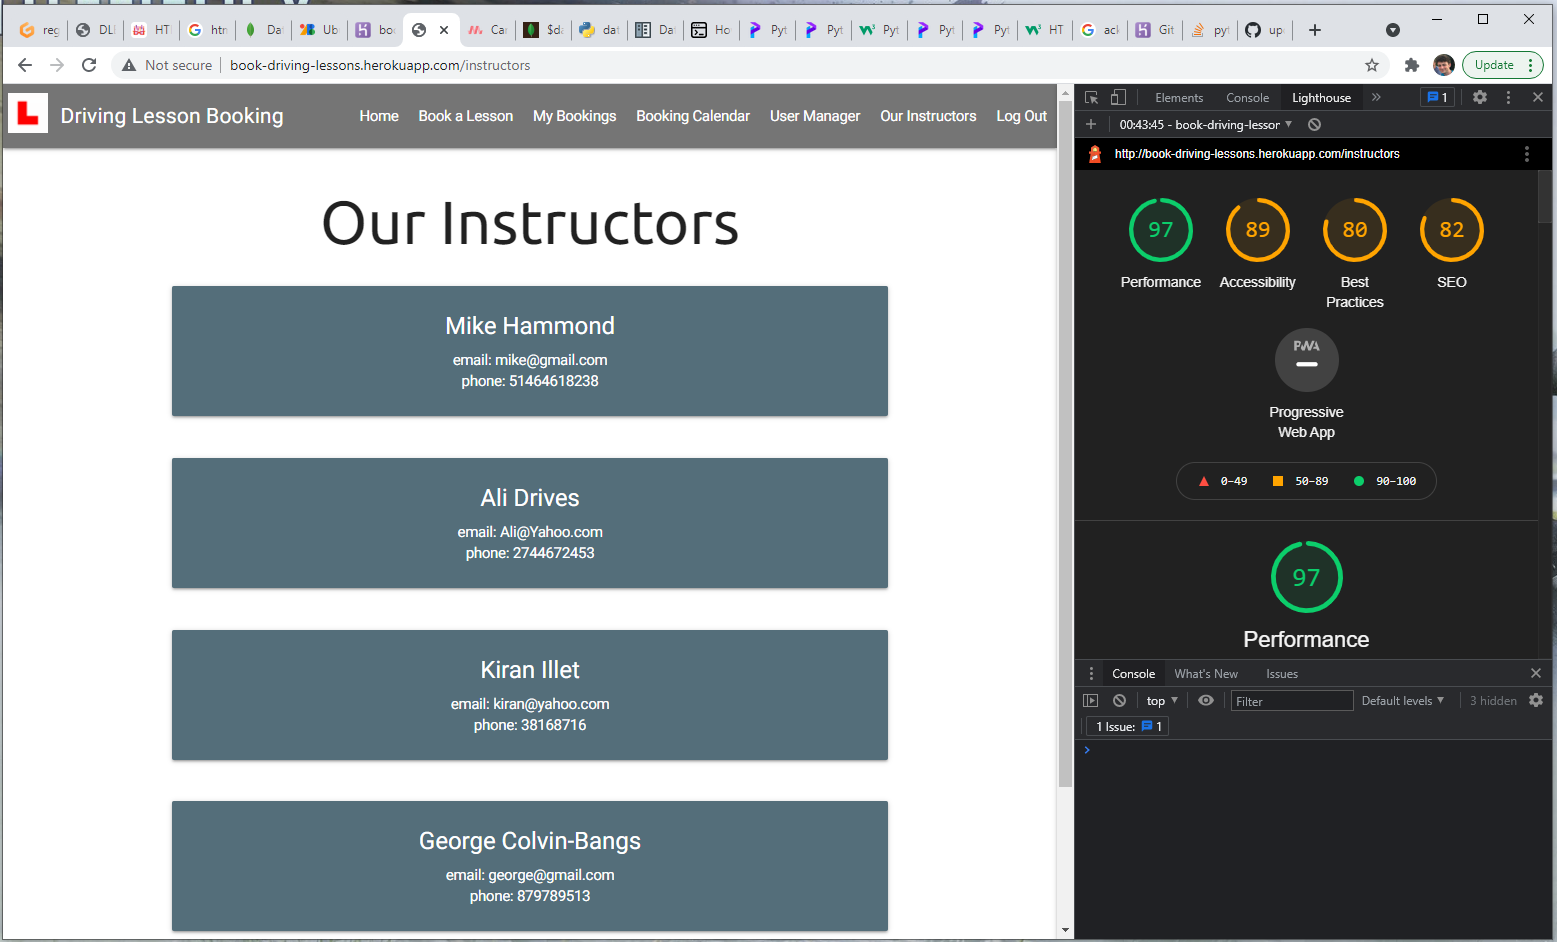 reg
DL
HT
htn
Da
Ub
boo
Ca
$da
dat
Da
Ho
Pyt
Pyt
Pyt
Pyt
Pyt
HT
ack
Git
pyt
up
Not secure
book-driving-lessons.herokuapp.com/instructors
Update
L
Driving Lesson Booking
Home
Book a Lesson
My Bookings
Booking Calendar
User Manager
Our Instructors
Log Out
Our Instructors
Mike Hammond
email: mike@gmail.com
phone: 51464618238
Ali Drives
email: Ali@Yahoo.com
phone: 2744672453
Kiran Illet
email: kiran@yahoo.com
phone: 38168716
George Colvin-Bangs
email: george@gmail.com
phone: 879789513
Elements
Console
Lighthouse
1
00:43:45 - book-driving-lessor
http://book-driving-lessons.herokuapp.com/instructors
97
Performance
89
Accessibility
80
Best
Practices
82
SEO
PWA
Progressive
Web App
0–49
50–89
90–100
97
Performance
Console
What's New
Issues
top
Filter
Default levels
3 hidden
1 Issue:
1